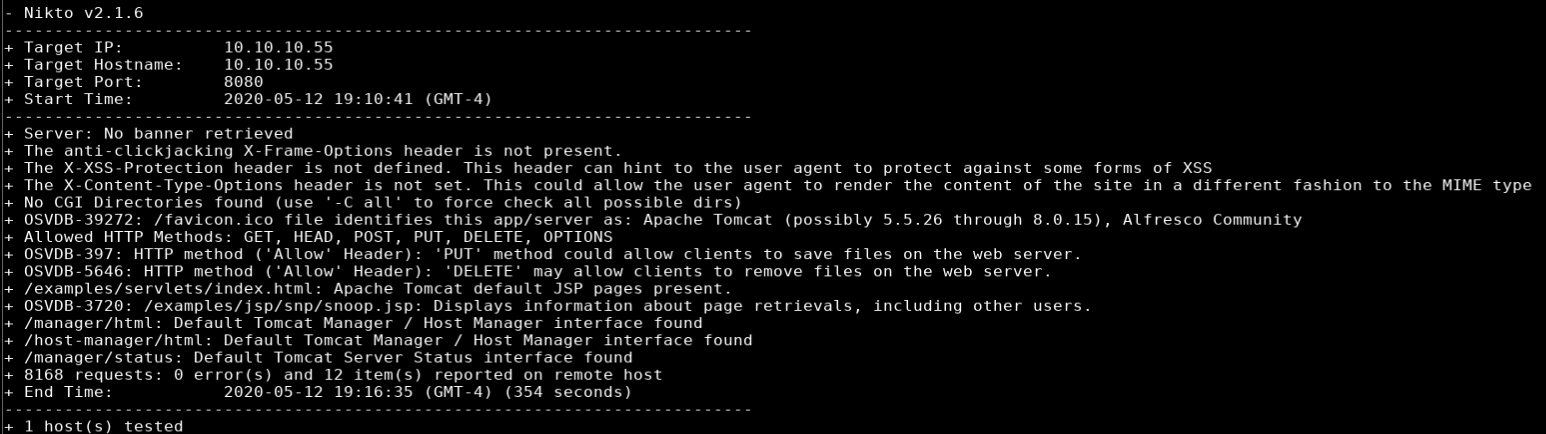 - Nikto v2.1.6
---------------------------------------------------------------------------
+ Target IP:          10.10.10.55
+ Target Hostname:    10.10.10.55
+ Target Port:        8080
+ Start Time:         2020-05-12 19:10:41 (GMT-4)
---------------------------------------------------------------------------
+ Server: No banner retrieved
+ The anti-clickjacking X-Frame-Options header is not present.
+ The X-XSS-Protection header is not defined. This header can hint to the user agent to protect against some forms of XSS
+ The X-Content-Type-Options header is not set. This could allow the user agent to render the content of the site in a different fashion to the MIME type
+ No CGI Directories found (use '-C all' to force check all possible dirs)
+ OSVDB-39272: /favicon.ico file identifies this app/server as: Apache Tomcat (possibly 5.5.26 through 8.0.15), Alfresco Community
+ Allowed HTTP Methods: GET, HEAD, POST, PUT, DELETE, OPTIONS
+ OSVDB-397: HTTP method ('Allow' Header): 'PUT' method could allow clients to save files on the web server.
+ OSVDB-5646: HTTP method ('Allow' Header): 'DELETE' may allow clients to remove files on the web server.
+ /examples/servlets/index.html: Apache Tomcat default JSP pages present.
+ OSVDB-3720: /examples/jsp/snp/snoop.jsp: Displays information about page retrievals, including other users.
+ /manager/html: Default Tomcat Manager / Host Manager interface found
+ /host-manager/html: Default Tomcat Manager / Host Manager interface found
+ /manager/status: Default Tomcat Server Status interface found
+ 8168 requests: 0 error(s) and 12 item(s) reported on remote host
+ End Time:           2020-05-12 19:16:35 (GMT-4) (354 seconds)
---------------------------------------------------------------------------
+ 1 host(s) tested